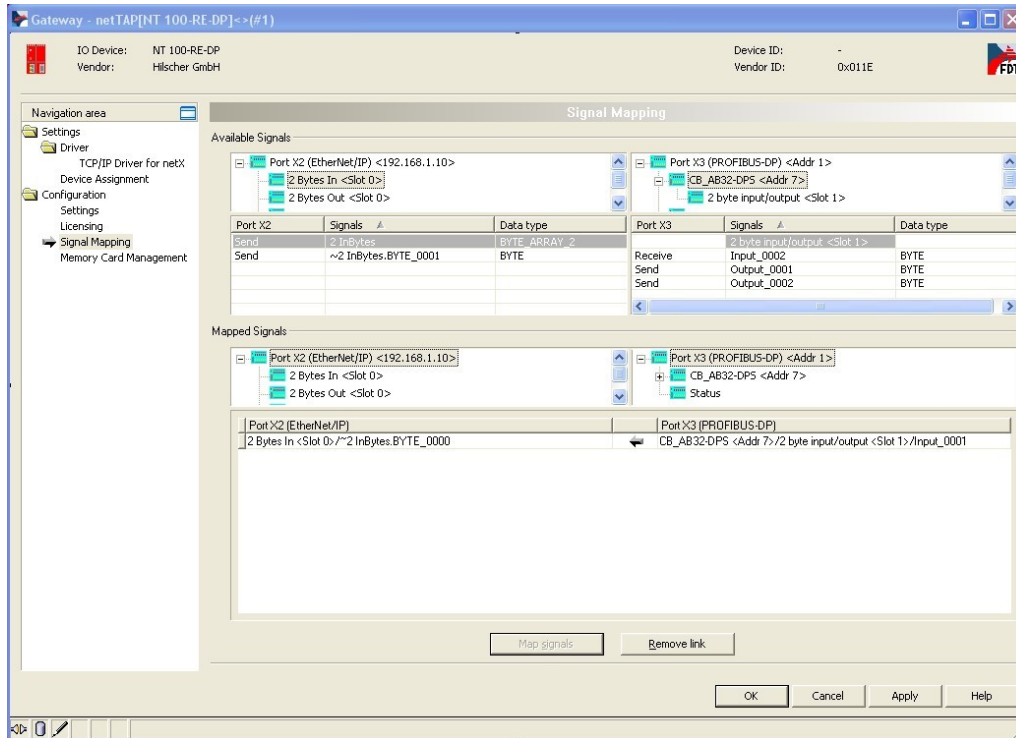 Gateway - netTAP[NT 100-RE-DP]<>(#1)
IO Device: NT 100-RE-DP Device ID: -
Vendor: Hilscher GmbH Vendor ID: 0x011E
FDT
Navigation area
Settings
Driver
TCP/IP Driver for netX
Device Assignment
Configuration
Settings
Licensing
Signal Mapping
Memory Card Management
Signal Mapping
Available Signals
Port X2 (EtherNet/IP) <192.168.1.10>
2 Bytes In <Slot 0>
2 Bytes Out <Slot 0>
Port X3 (PROFIBUS-DP) <Addr 1>
CB_AB32-DPS <Addr 7>
2 byte input/output <Slot 1>
Port X2 Signals Data type
Send 2 InBytes BYTE_ARRAY_2
Send ~2 InBytes.BYTE_0001 BYTE
Port X3 Signals Data type
2 byte input/output <Slot 1>
Receive Input_0002 BYTE
Send Output_0001 BYTE
Send Output_0002 BYTE
Mapped Signals
Port X2 (EtherNet/IP) <192.168.1.10>
2 Bytes In <Slot 0>
2 Bytes Out <Slot 0>
Port X3 (PROFIBUS-DP) <Addr 1>
CB_AB32-DPS <Addr 7>
Status
Port X2 (EtherNet/IP) Port X3 (PROFIBUS-DP)
2 Bytes In <Slot 0>/~2 InBytes.BYTE_0000 CB_AB32-DPS <Addr 7>/2 byte input/output <Slot 1>/Input_0001
Map signals Remove link
OK Cancel Apply Help